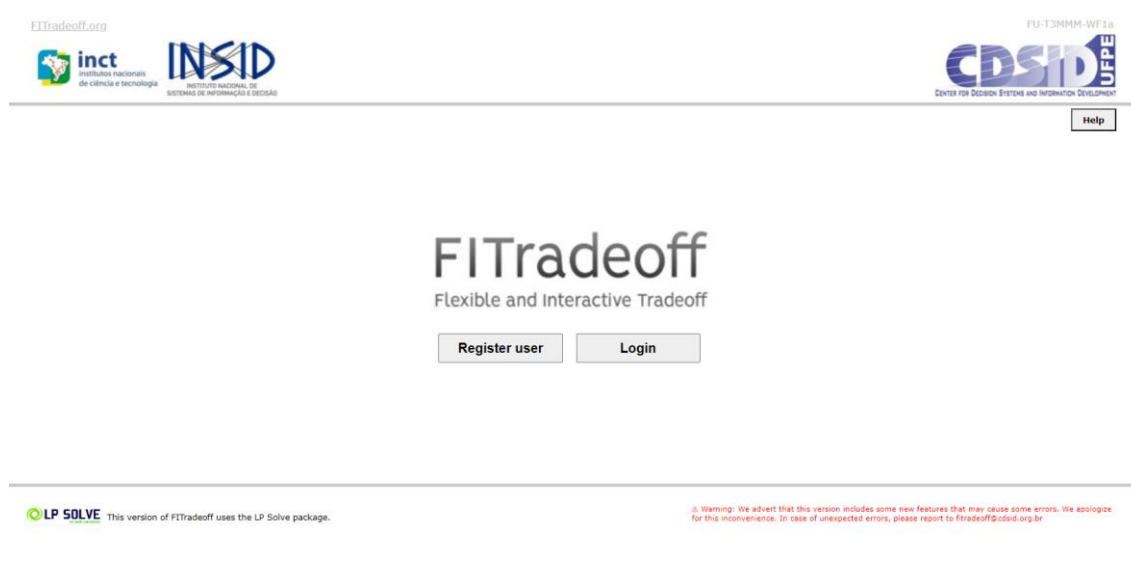 FITradeoff.org
FU-T3MMM-WF1a
inct
institutos nacionais
de ciência e tecnologia
INSID
INSTITUTO NACIONAL DE
SISTEMAS DE INFORMAÇÃO E DECISÃO
CDSID
UFPE
CENTER FOR DECISION SYSTEMS AND INFORMATION DEVELOPMENT
Help
FITradeoff
Flexible and Interactive Tradeoff
Register user
Login
LP SOLVE
This version of FITradeoff uses the LP Solve package.
⚠ Warning: We advert that this version includes some new features that may cause some errors. We apologize
for this inconvenience. In case of unexpected errors, please report to fitradeoff@cdsid.org.br